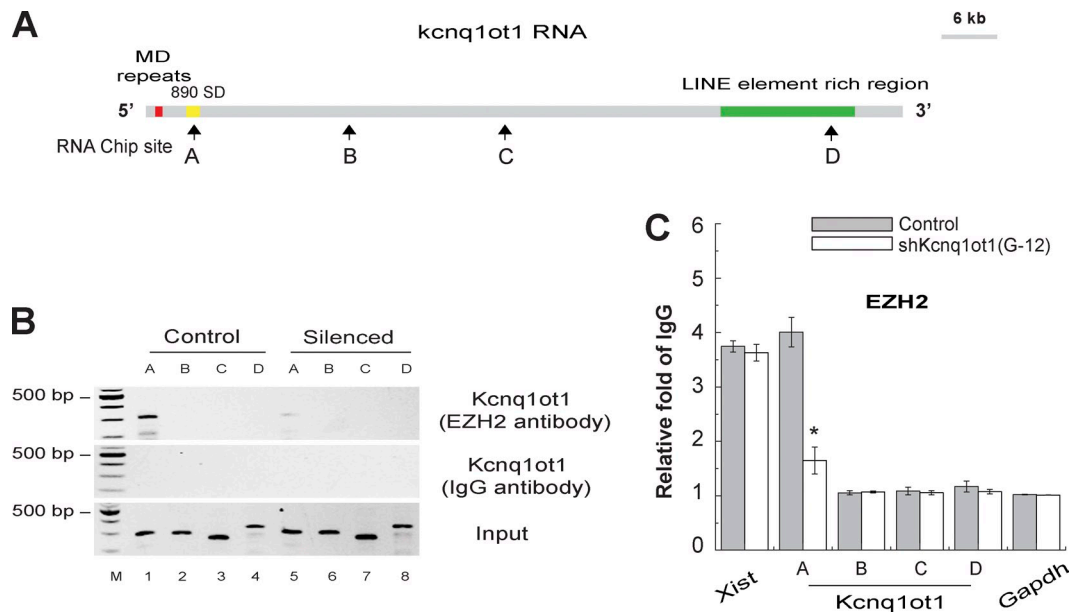 A
kcnq1ot1 RNA
6 kb
MD
repeats
890 SD
LINE element rich region
5’
3’
RNA Chip site
A
B
C
D
B
Control
Silenced
A B C D A B C D
500 bp
Kcnq1ot1
(EZH2 antibody)
500 bp
Kcnq1ot1
(IgG antibody)
500 bp
Input
M 1 2 3 4 5 6 7 8
C
Control
shKcnq1ot1(G-12)
EZH2
Relative fold of IgG
6
5
4
3
2
1
0
*
Xist
A B C D
Kcnq1ot1
Gapdh